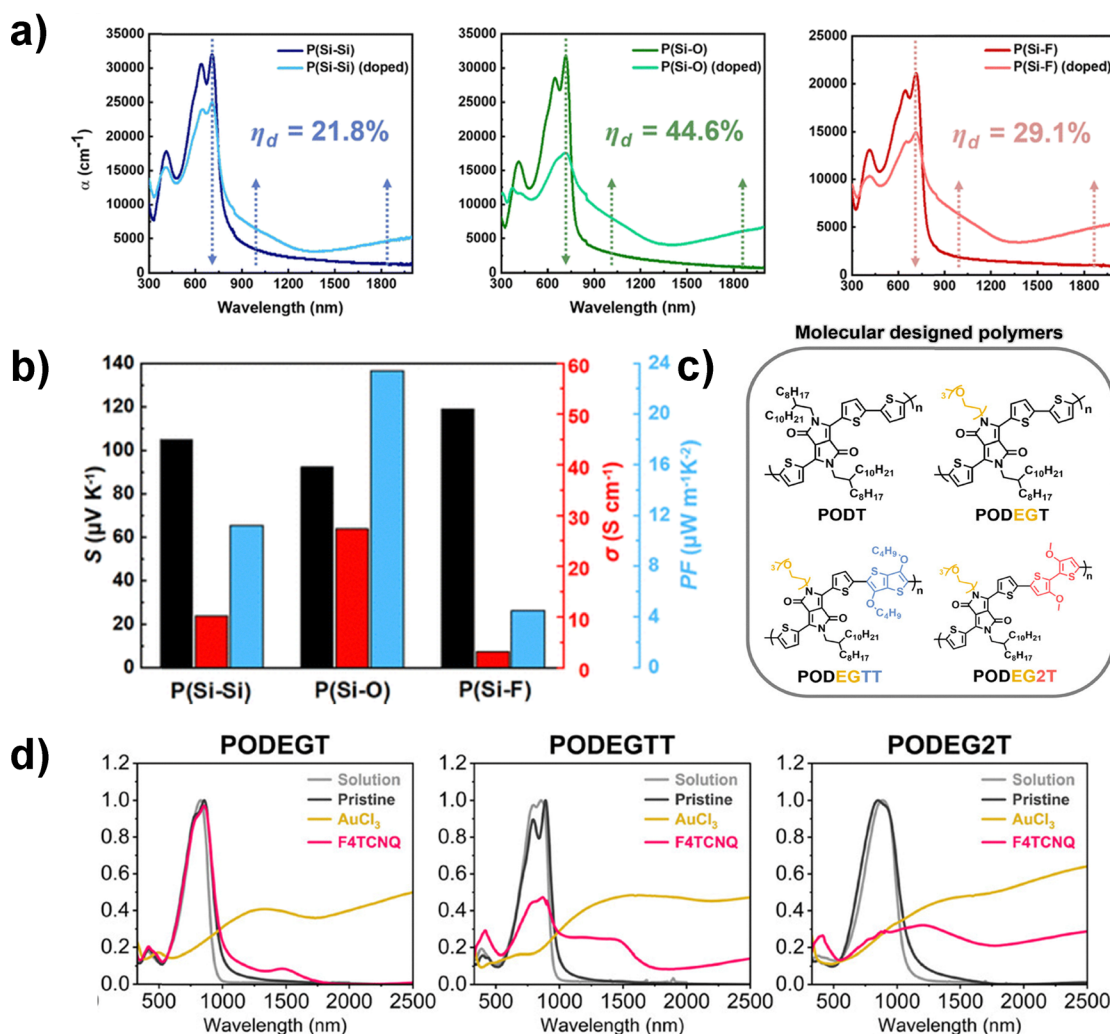 a)
35000
30000
25000
20000
15000
10000
5000
0
α (cm⁻¹)
P(Si-Si)
P(Si-Si) (doped)
ηd = 21.8%
300 600 900 1200 1500 1800
Wavelength (nm)
35000
30000
25000
20000
15000
10000
5000
0
P(Si-O)
P(Si-O) (doped)
ηd = 44.6%
300 600 900 1200 1500 1800
Wavelength (nm)
25000
20000
15000
10000
5000
0
P(Si-F)
P(Si-F) (doped)
ηd = 29.1%
300 600 900 1200 1500 1800
Wavelength (nm)
b)
140
120
100
80
60
40
20
0
S (μV K⁻¹)
P(Si-Si) P(Si-O) P(Si-F)
60
50
40
30
20
10
0
σ (S cm⁻¹)
24
20
16
12
8
4
0
PF (μW m⁻¹K⁻²)
c)
Molecular designed polymers
C8H17
C10H21
N
O
O
N
S
S
S
n
C10H21
C8H17
PODT
3
O
N
O
O
N
S
S
S
n
C10H21
C8H17
PODEGT
3
O
C4H9
O
N
O
O
N
S
S
S
S
n
O
C4H9
C10H21
C8H17
PODEGTT
3
O
O
N
O
O
N
S
S
S
S
n
O
C10H21
C8H17
PODEG2T
d)
PODEGT
1.2
1.0
0.8
0.6
0.4
0.2
0.0
Solution
Pristine
AuCl3
F4TCNQ
500 1000 1500 2000 2500
Wavelength (nm)
PODEGTT
1.2
1.0
0.8
0.6
0.4
0.2
0.0
Solution
Pristine
AuCl3
F4TCNQ
500 1000 1500 2000 2500
Wavelength (nm)
PODEG2T
1.2
1.0
0.8
0.6
0.4
0.2
0.0
Solution
Pristine
AuCl3
F4TCNQ
500 1000 1500 2000 2500
Wavelength (nm)